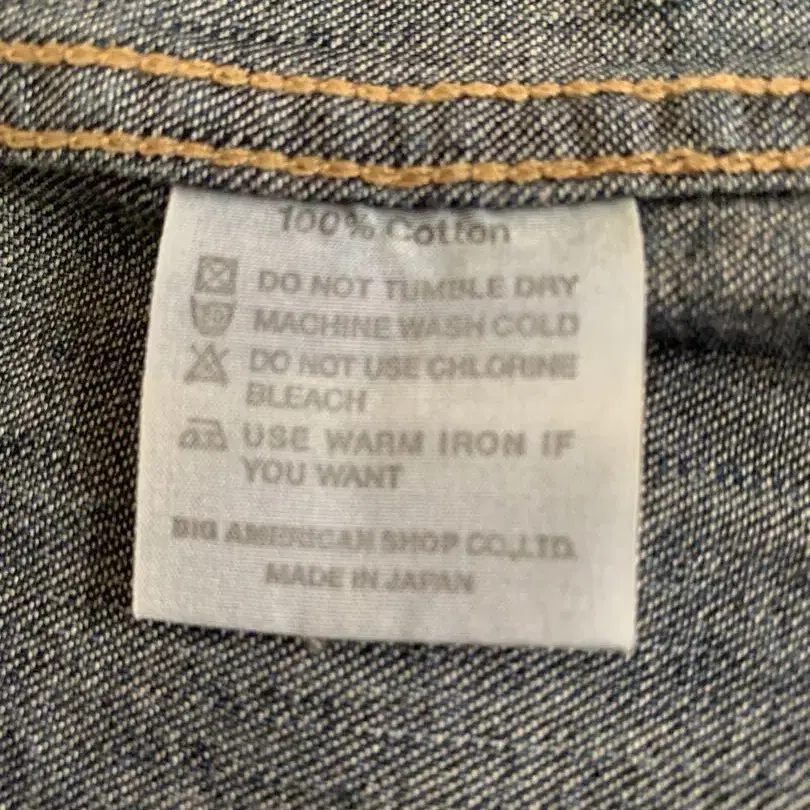 100% Cotton
DO NOT TUMBLE DRY
MACHINE WASH COLD
DO NOT USE CHLORINE
BLEACH
USE WARM IRON IF
YOU WANT
BIG AMERICAN SHOP CO.,LTD.
MADE IN JAPAN